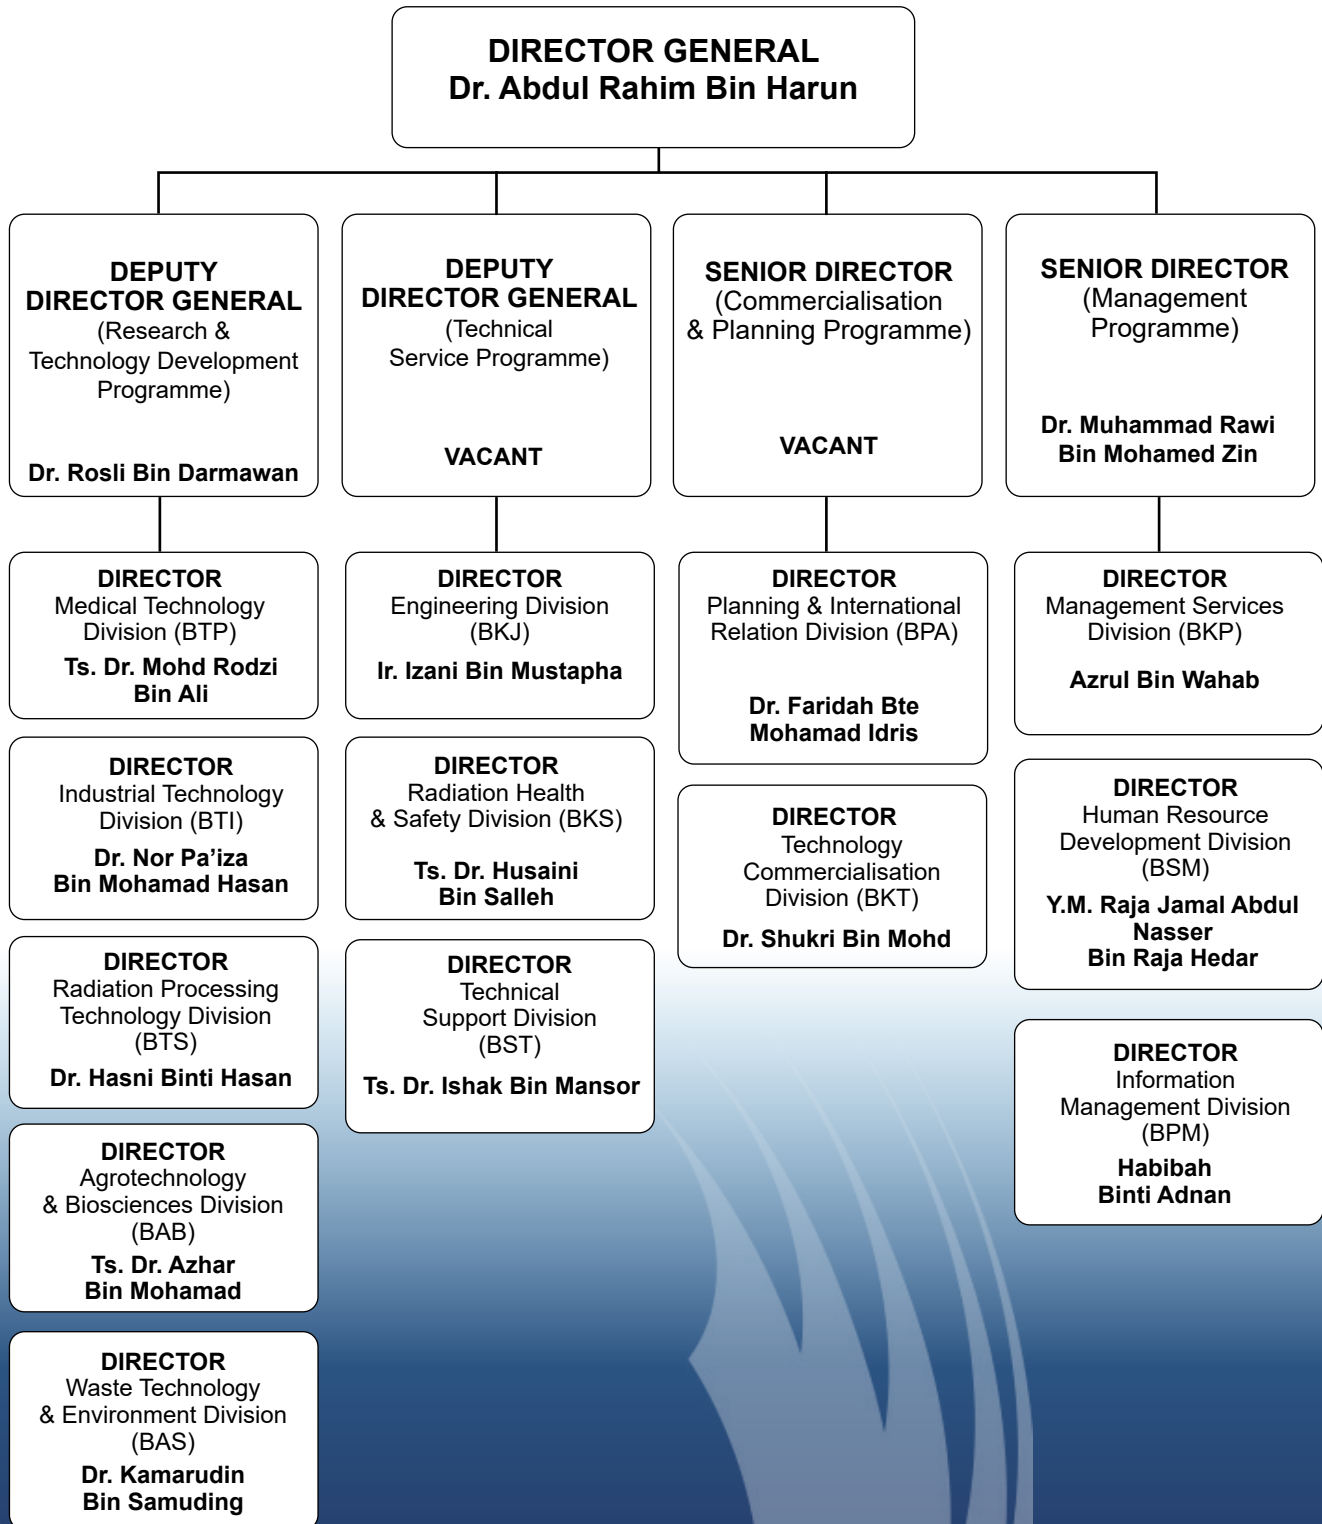 DIRECTOR GENERAL
Dr. Abdul Rahim Bin Harun
DEPUTY
DIRECTOR GENERAL
(Research &
Technology Development
Programme)
Dr. Rosli Bin Darmawan
DEPUTY
DIRECTOR GENERAL
(Technical
Service Programme)
VACANT
SENIOR DIRECTOR
(Commercialisation
& Planning Programme)
VACANT
SENIOR DIRECTOR
(Management
Programme)
Dr. Muhammad Rawi
Bin Mohamed Zin
DIRECTOR
Medical Technology
Division (BTP)
Ts. Dr. Mohd Rodzi
Bin Ali
DIRECTOR
Industrial Technology
Division (BTI)
Dr. Nor Pa’iza
Bin Mohamad Hasan
DIRECTOR
Radiation Processing
Technology Division
(BTS)
Dr. Hasni Binti Hasan
DIRECTOR
Agrotechnology
& Biosciences Division
(BAB)
Ts. Dr. Azhar
Bin Mohamad
DIRECTOR
Waste Technology
& Environment Division
(BAS)
Dr. Kamarudin
Bin Samuding
DIRECTOR
Engineering Division
(BKJ)
Ir. Izani Bin Mustapha
DIRECTOR
Radiation Health
& Safety Division (BKS)
Ts. Dr. Husaini
Bin Salleh
DIRECTOR
Technical
Support Division
(BST)
Ts. Dr. Ishak Bin Mansor
DIRECTOR
Planning & International
Relation Division (BPA)
Dr. Faridah Bte
Mohamad Idris
DIRECTOR
Technology
Commercialisation
Division (BKT)
Dr. Shukri Bin Mohd
DIRECTOR
Management Services
Division (BKP)
Azrul Bin Wahab
DIRECTOR
Human Resource
Development Division
(BSM)
Y.M. Raja Jamal Abdul
Nasser
Bin Raja Hedar
DIRECTOR
Information
Management Division
(BPM)
Habibah
Binti Adnan